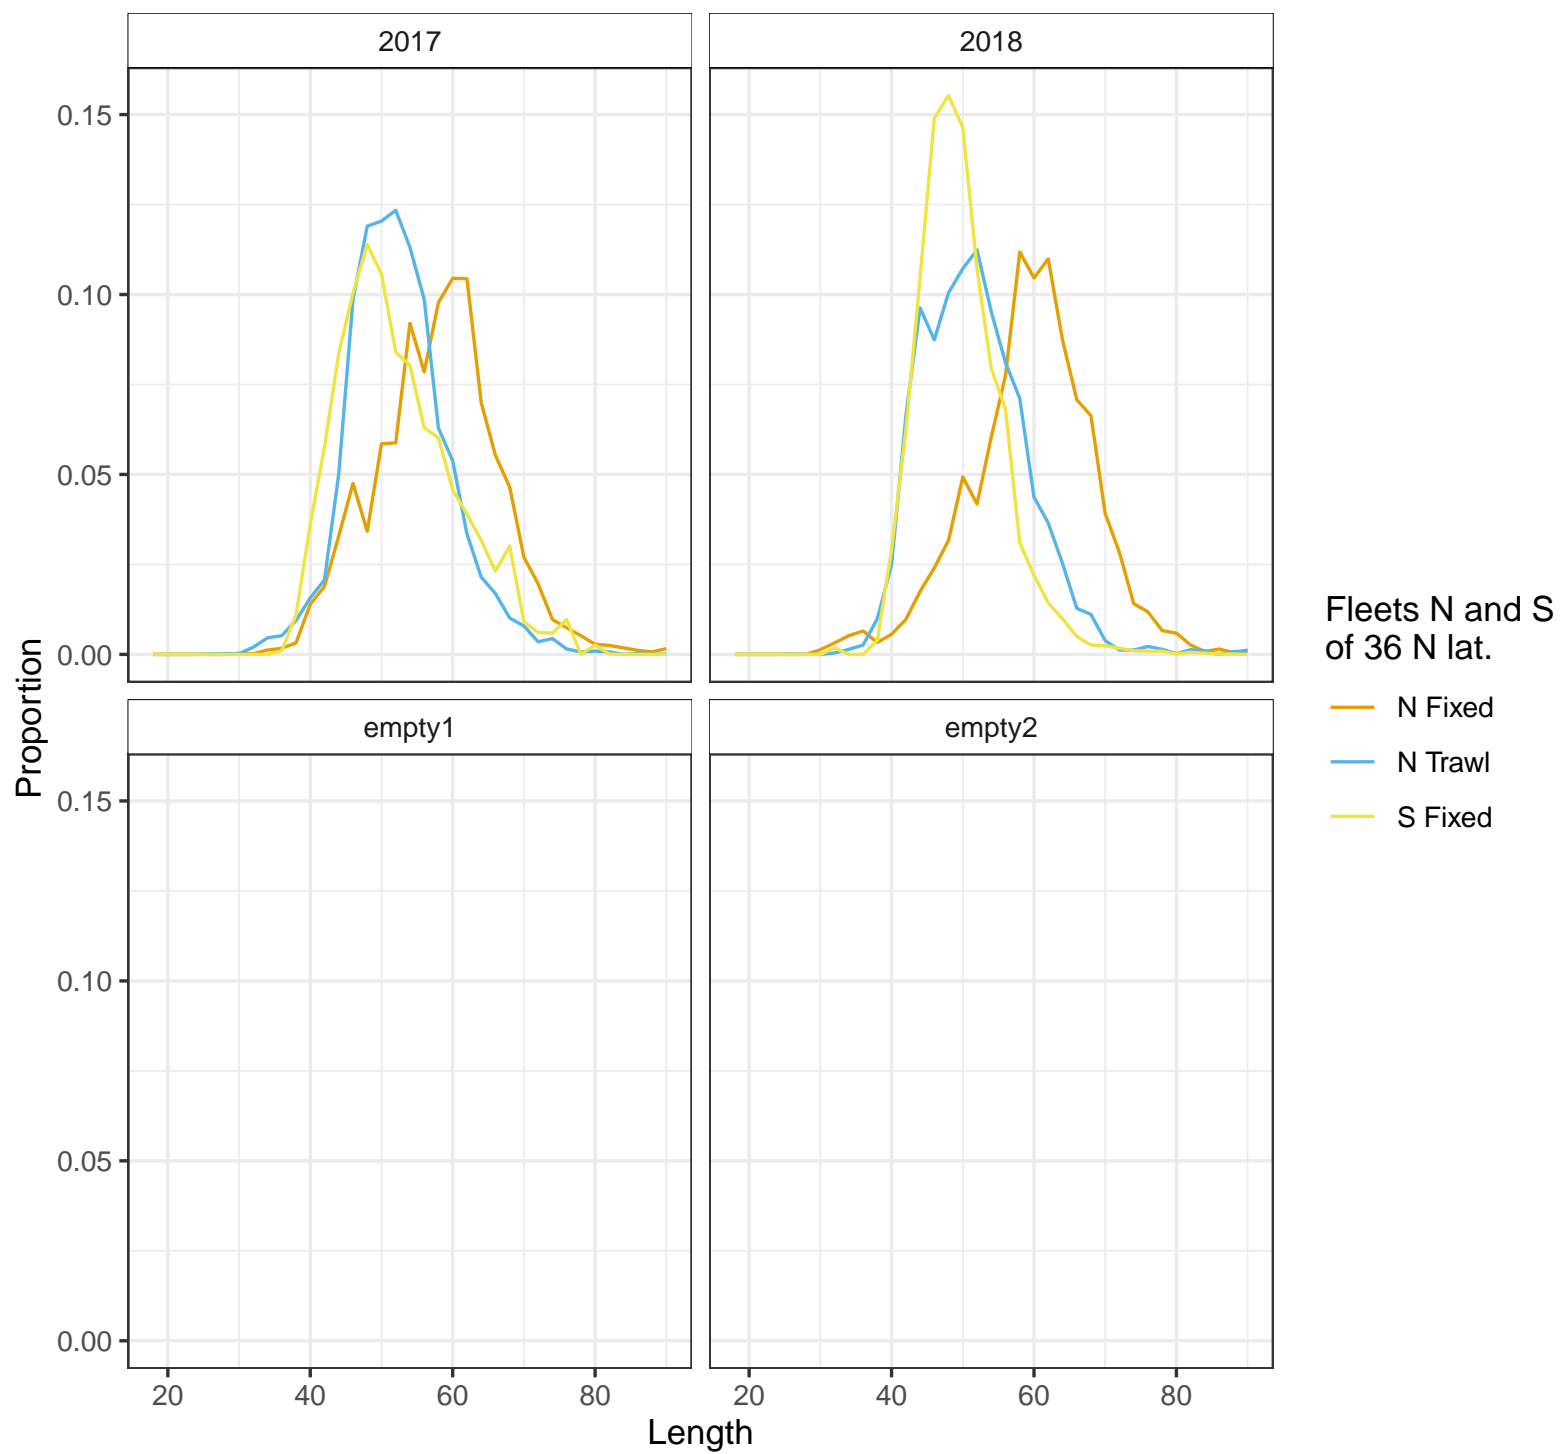 2017
2018
0.15
0.10
0.05
0.00
empty1
empty2
0.15
0.10
0.05
0.00
20 40 60 80
20 40 60 80
Length
Proportion
Fleets N and S
of 36 N lat.
N Fixed
N Trawl
S Fixed